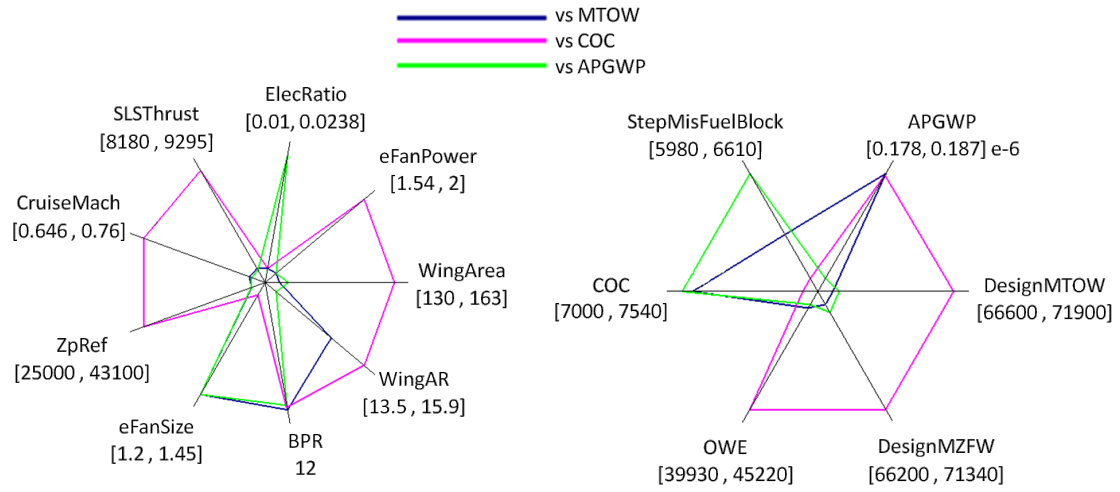 vs MTOW
vs COC
vs APGWP
ElecRatio
[0.01, 0.0238]
SLSThrust
[8180 , 9295]
eFanPower
[1.54 , 2]
CruiseMach
[0.646 , 0.76]
WingArea
[130 , 163]
ZpRef
[25000 , 43100]
WingAR
[13.5 , 15.9]
eFanSize
[1.2 , 1.45]
BPR
12
StepMisFuelBlock
[5980 , 6610]
APGWP
[0.178, 0.187] e-6
COC
[7000 , 7540]
DesignMTOW
[66600 , 71900]
OWE
[39930 , 45220]
DesignMZFW
[66200 , 71340]